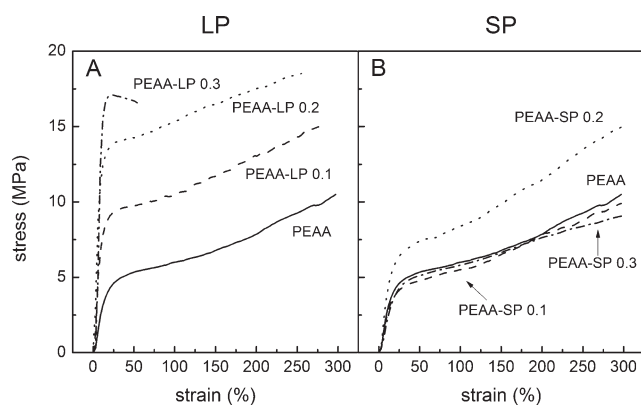 LP SP
A
B
PEAA-LP 0.3
PEAA-LP 0.2
PEAA-LP 0.1
PEAA
PEAA-SP 0.2
PEAA
PEAA-SP 0.3
PEAA-SP 0.1
20
15
10
5
0
stress (MPa)
0 50 100 150 200 250 300
0 50 100 150 200 250 300
strain (%) strain (%)